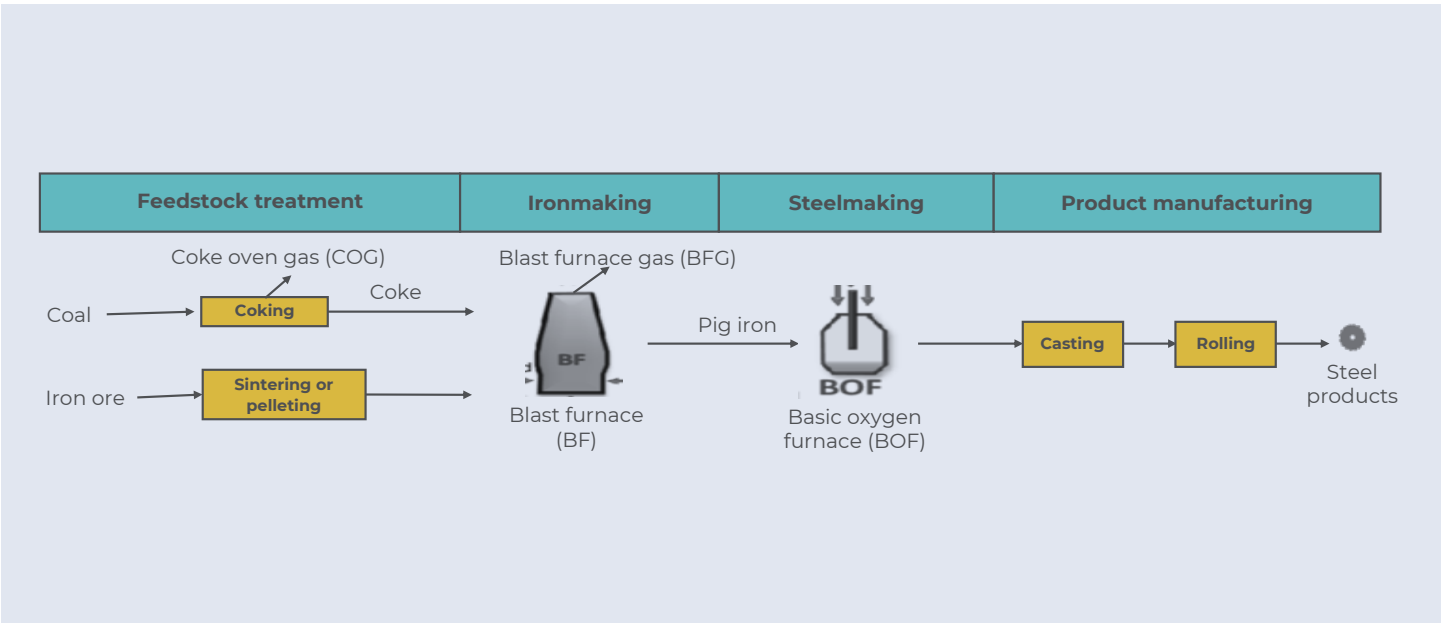 Feedstock treatment
Ironmaking
Steelmaking
Product manufacturing
Coke oven gas (COG)
Blast furnace gas (BFG)
Coal
Coking
Coke
Pig iron
Casting
Rolling
BF
BOF
Iron ore
Sintering or
pelleting
Blast furnace
(BF)
Basic oxygen
furnace (BOF)
Steel
products